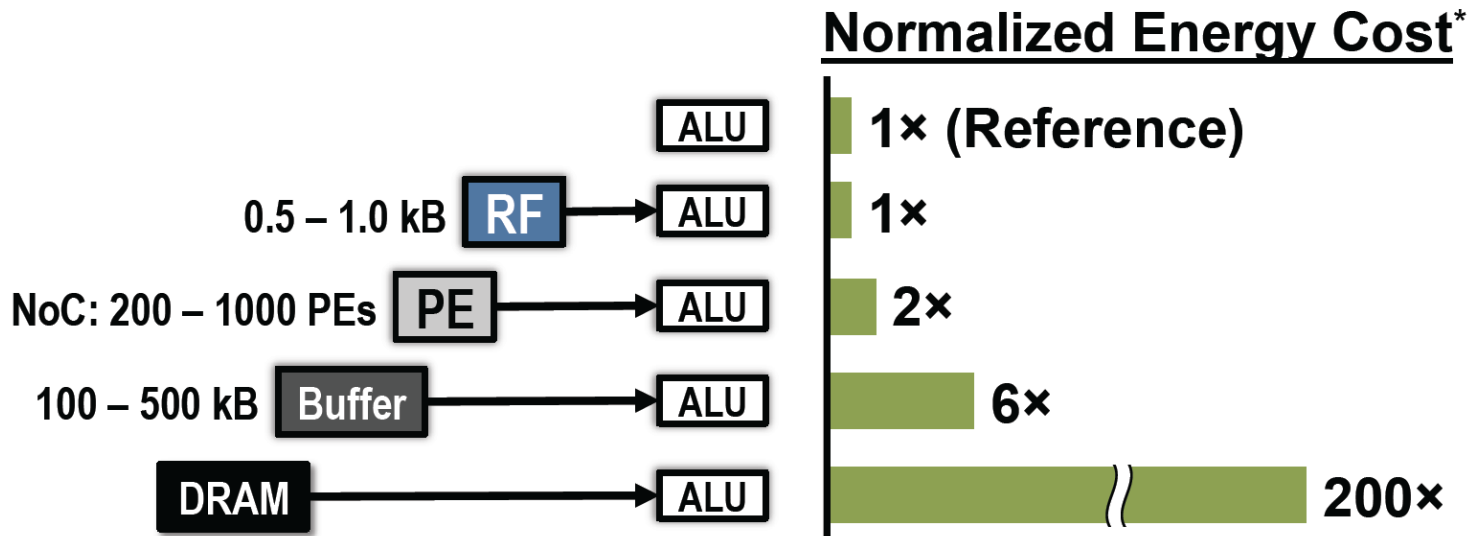 Normalized Energy Cost*
ALU 1× (Reference)
0.5 – 1.0 kB RF ALU 1×
NoC: 200 – 1000 PEs PE ALU 2×
100 – 500 kB Buffer ALU 6×
DRAM ALU 200×